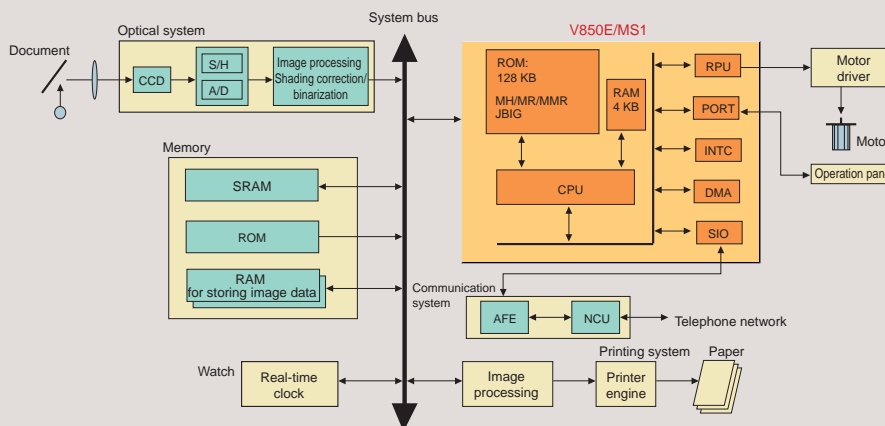 System bus
V850E/MS1
Optical system
Document
CCD
S/H
A/D
Image processing
Shading correction/
binarization
ROM:
128 KB
MH/MR/MMR
JBIG
RAM
4 KB
CPU
RPU
PORT
INTC
DMA
SIO
Motor
driver
Moto
Operation pan
Memory
SRAM
ROM
RAM
for storing image data
Communication
system
AFE
NCU
Telephone network
Watch
Real-time
clock
Image
processing
Printing system
Printer
engine
Paper